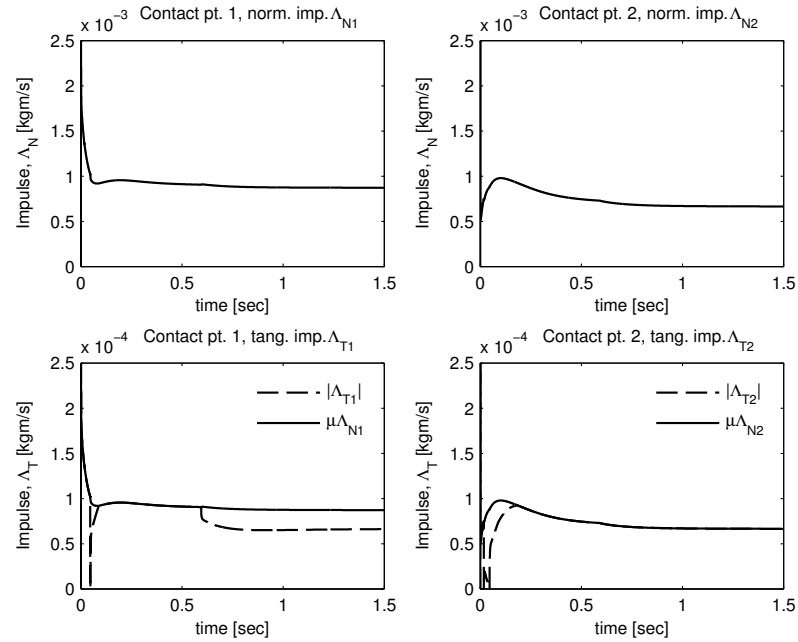 x 10⁻³ Contact pt. 1, norm. imp.Λ_N1
2.5
2
1.5
1
0.5
0
Impulse, Λ_N [kgm/s]
0 0.5 1 1.5
time [sec]
x 10⁻³ Contact pt. 2, norm. imp.Λ_N2
2.5
2
1.5
1
0.5
0
Impulse, Λ_N [kgm/s]
0 0.5 1 1.5
time [sec]
x 10⁻⁴ Contact pt. 1, tang. imp.Λ_T1
2.5
2
1.5
1
0.5
0
Impulse, Λ_T [kgm/s]
|Λ_T1|
μΛ_N1
0 0.5 1 1.5
time [sec]
x 10⁻⁴ Contact pt. 2, tang. imp.Λ_T2
2.5
2
1.5
1
0.5
0
Impulse, Λ_T [kgm/s]
|Λ_T2|
μΛ_N2
0 0.5 1 1.5
time [sec]